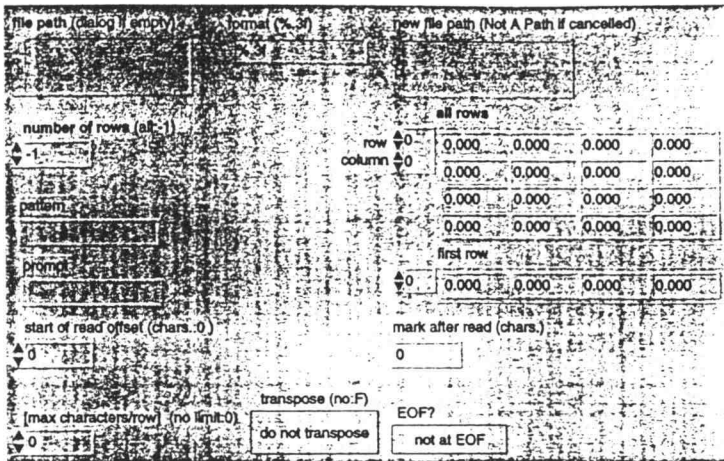 file path (dialog if empty)
format (%.3f)
new file path (Not A Path if cancelled)
%.3f
number of rows (all:-1)
-1
all rows
row
0
column
0
0.000 0.000 0.000 0.000
0.000 0.000 0.000 0.000
0.000 0.000 0.000 0.000
0.000 0.000 0.000 0.000
pattern
prompt
first row
0
0.000 0.000 0.000 0.000
start of read offset (chars.:0)
0
mark after read (chars.)
0
[max characters/row] (no limit:0)
0
transpose (no:F)
do not transpose
EOF?
not at EOF